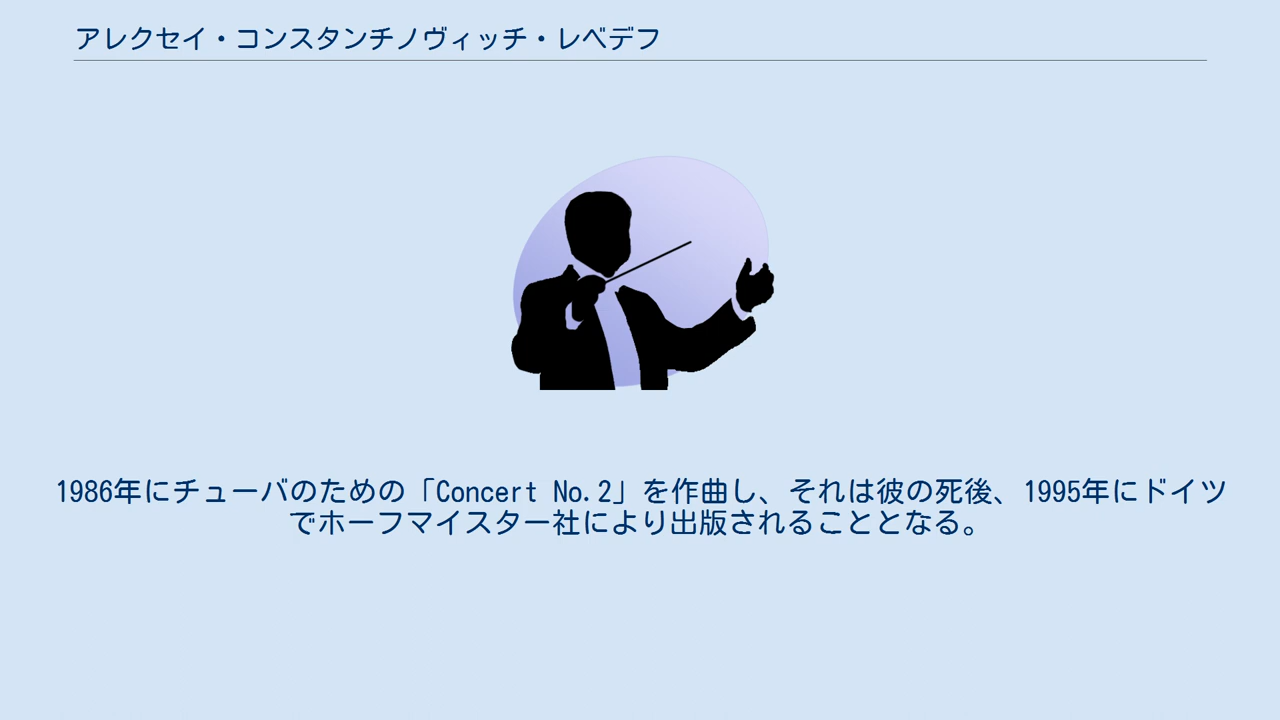 アレクセイ・コンスタンチノヴィッチ・レベデフ
1986年にチューバのための「Concert No.2」を作曲し、それは彼の死後、1995年にドイツ
でホーフマイスター社により出版されることとなる。